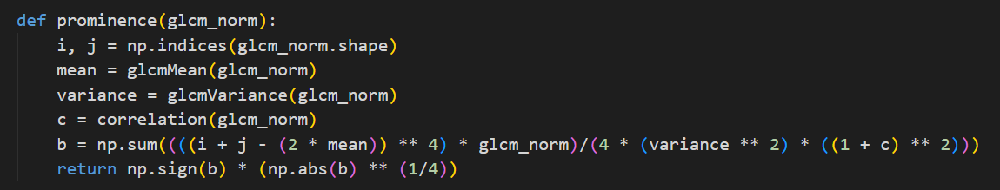 def prominence(glcm_norm):
    i, j = np.indices(glcm_norm.shape)
    mean = glcmMean(glcm_norm)
    variance = glcmVariance(glcm_norm)
    c = correlation(glcm_norm)
    b = np.sum((((i + j - (2 * mean)) ** 4) * glcm_norm)/(4 * (variance ** 2) * ((1 + c) ** 2)))
    return np.sign(b) * (np.abs(b) ** (1/4))